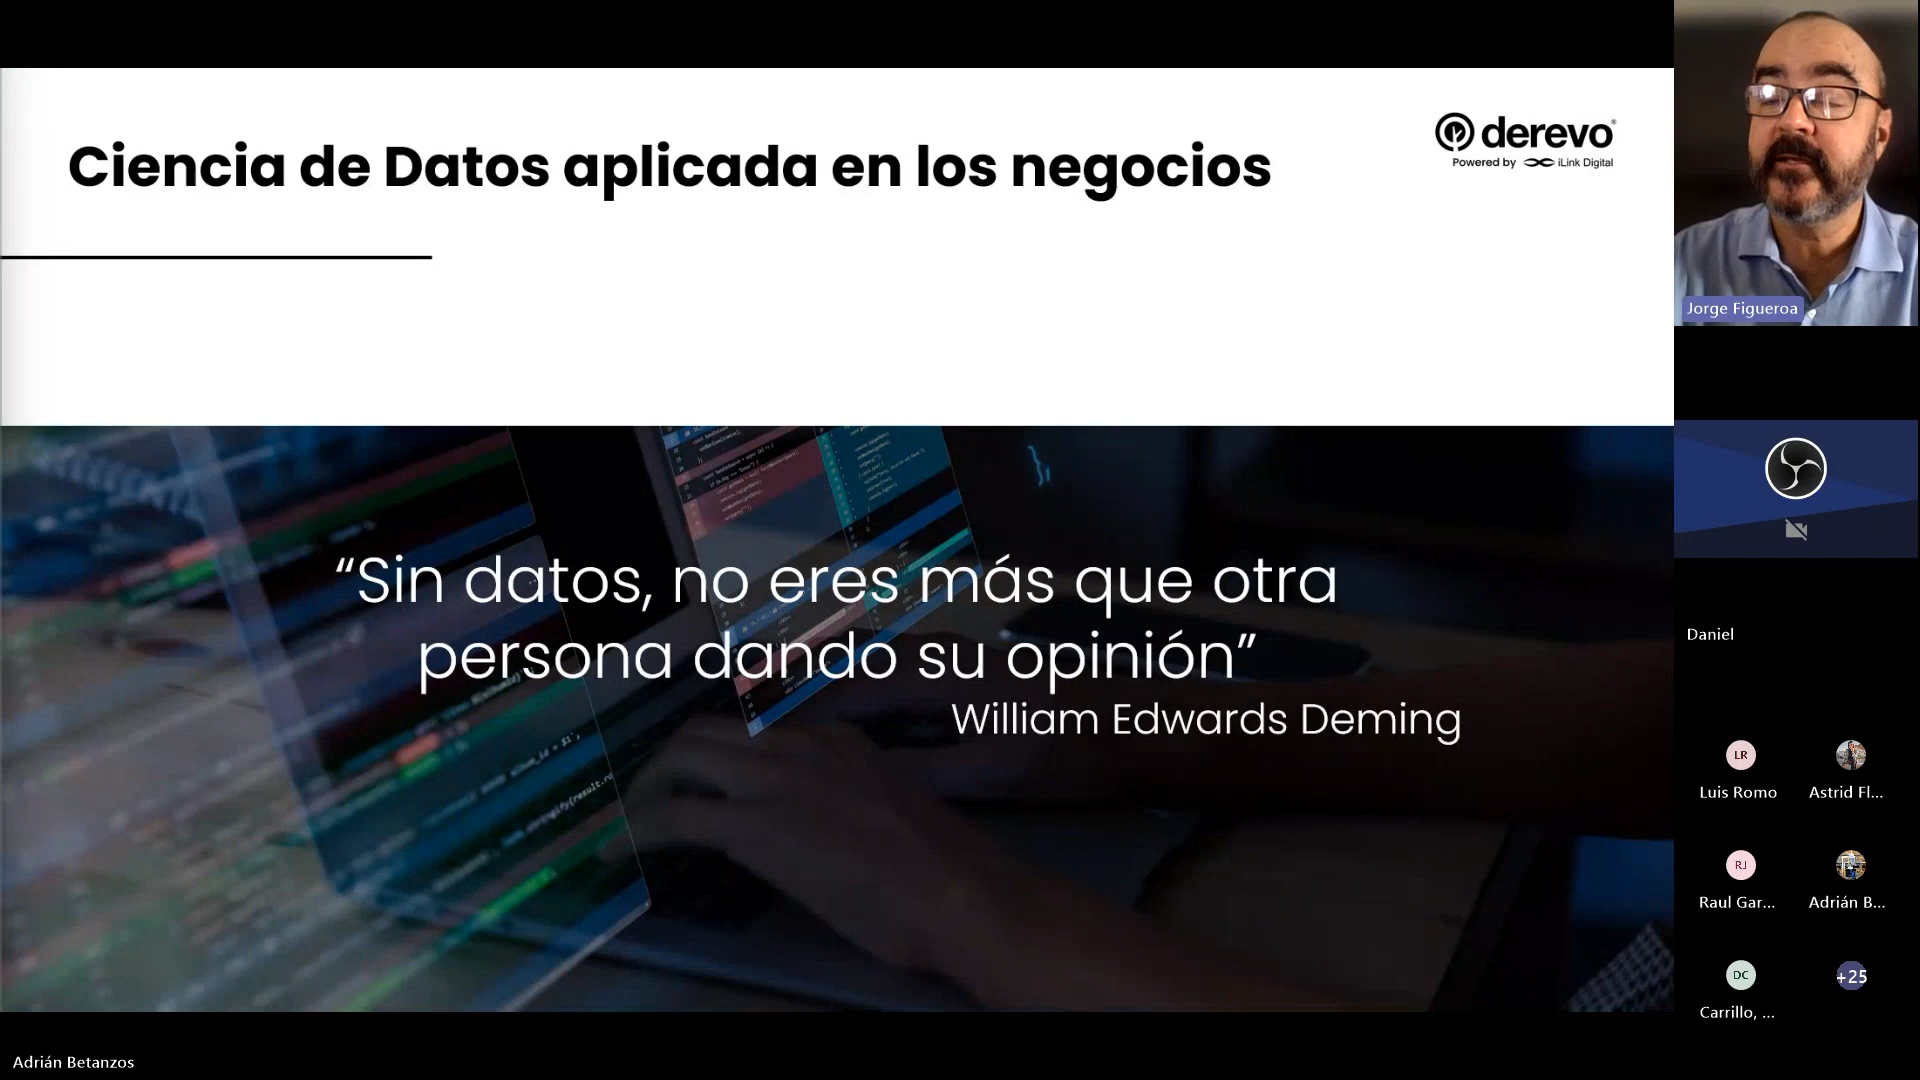 Ciencia de Datos aplicada en los negocios
derevo
Powered by iLink Digital
“Sin datos, no eres más que otra
persona dando su opinión”
William Edwards Deming
Jorge Figueroa
Daniel
LR
Luis Romo
Astrid Fl...
RJ
Raul Gar...
Adrián B...
DC
Carrillo, ...
+25
Adrián Betanzos